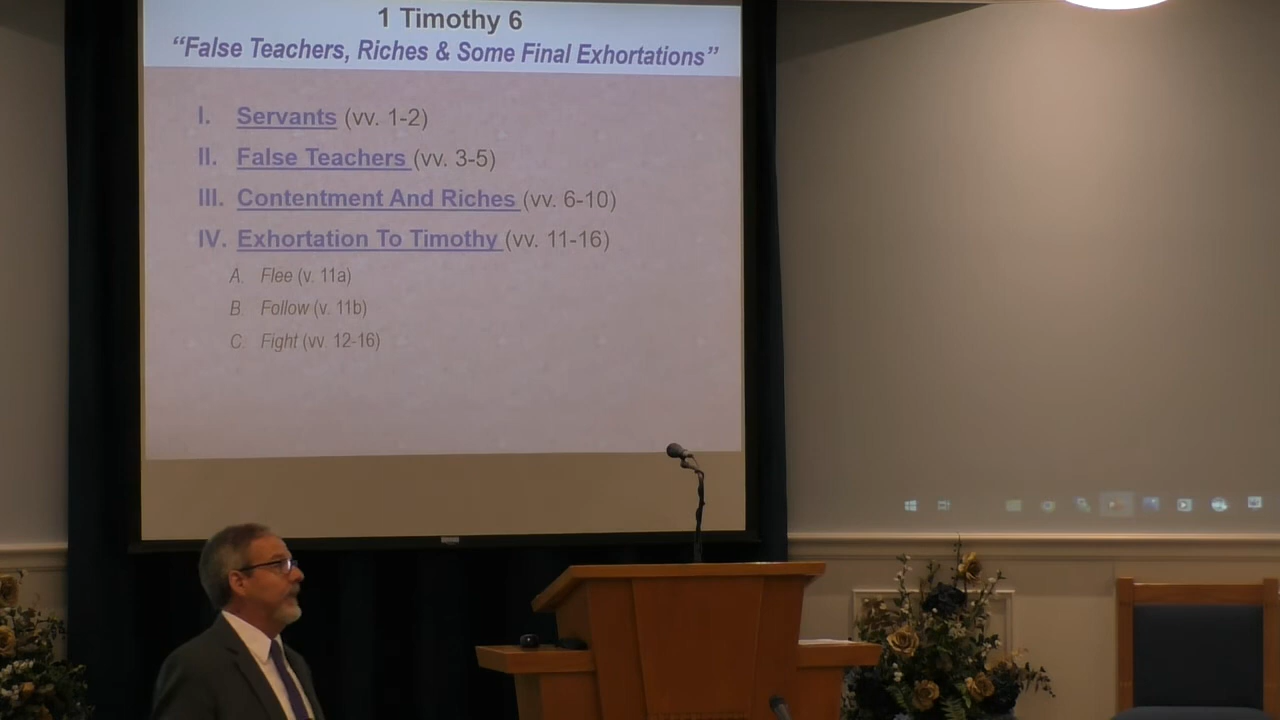 1 Timothy 6
“False Teachers, Riches & Some Final Exhortations”
I. Servants (vv. 1-2)
II. False Teachers (vv. 3-5)
III. Contentment And Riches (vv. 6-10)
IV. Exhortation To Timothy (vv. 11-16)
A. Flee (v. 11a)
B. Follow (v. 11b)
C. Fight (vv. 12-16)